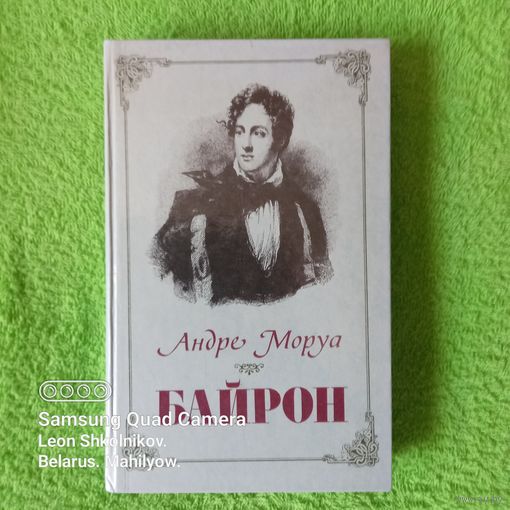 Андре Моруа
БАЙРОН
Samsung Quad Camera
Leon Shkolnikov.
Belarus. Mahilyow.